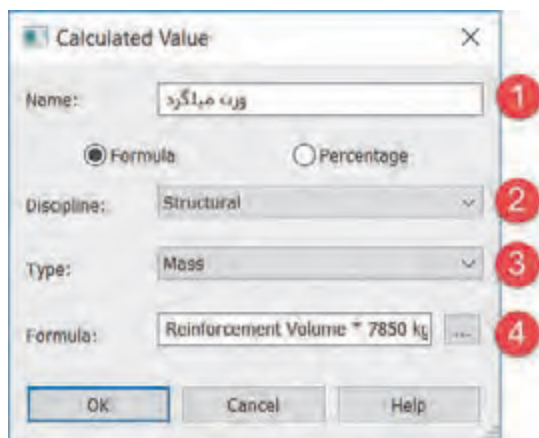 Calculated Value
Name: وزن میلگرد 1
Formula Percentage
Discipline: Structural 2
Type: Mass 3
Formula: Reinforcement Volume * 7850 kg ... 4
OK Cancel Help